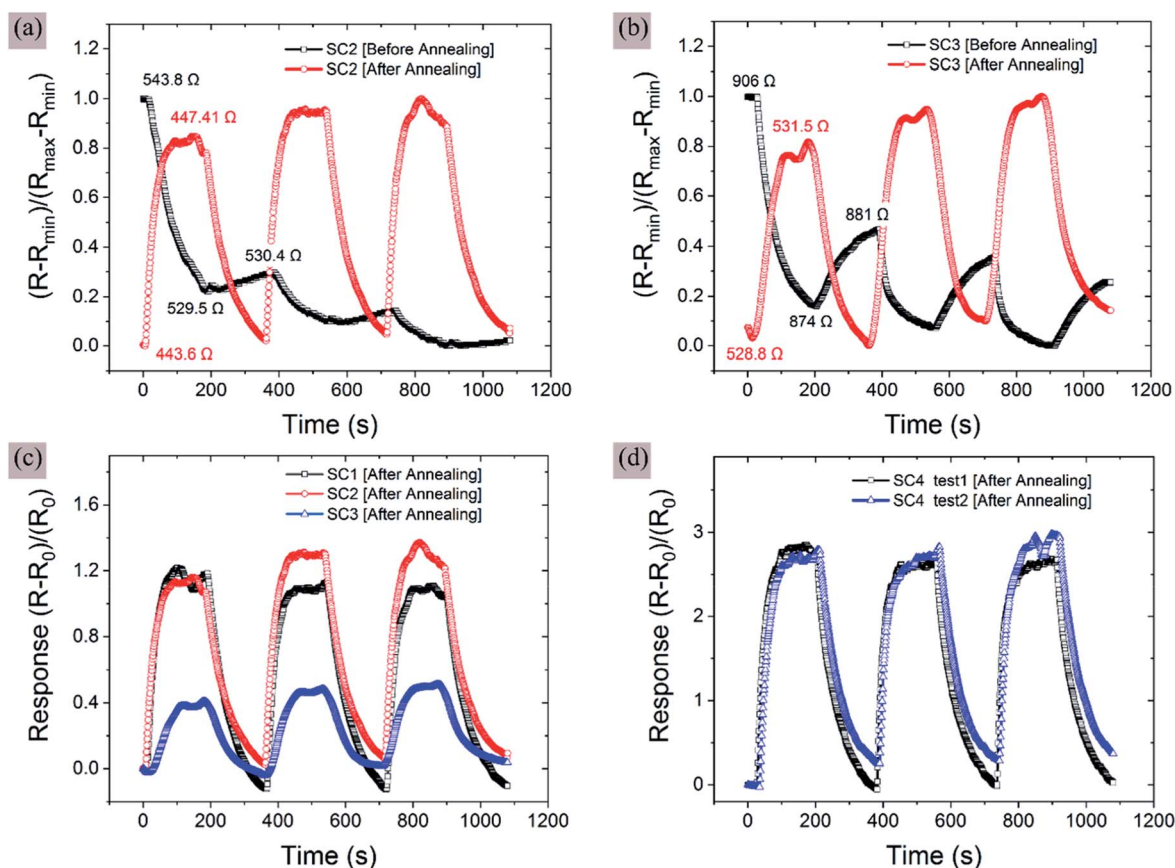 (a)
SC2 [Before Annealing]
SC2 [After Annealing]
543.8 Ω
447.41 Ω
530.4 Ω
529.5 Ω
443.6 Ω
(R-Rmin)/(Rmax-Rmin)
1.2
1.0
0.8
0.6
0.4
0.2
0.0
0 200 400 600 800 1000 1200
Time (s)
(b)
SC3 [Before Annealing]
SC3 [After Annealing]
906 Ω
531.5 Ω
881 Ω
874 Ω
528.8 Ω
(R-Rmin)/(Rmax-Rmin)
1.2
1.0
0.8
0.6
0.4
0.2
0.0
0 200 400 600 800 1000 1200
Time (s)
(c)
SC1 [After Annealing]
SC2 [After Annealing]
SC3 [After Annealing]
Response (R-R0)/(R0)
1.6
1.2
0.8
0.4
0.0
0 200 400 600 800 1000 1200
Time (s)
(d)
SC4 test1 [After Annealing]
SC4 test2 [After Annealing]
Response (R-R0)/(R0)
3
2
1
0
0 200 400 600 800 1000 1200
Time (s)